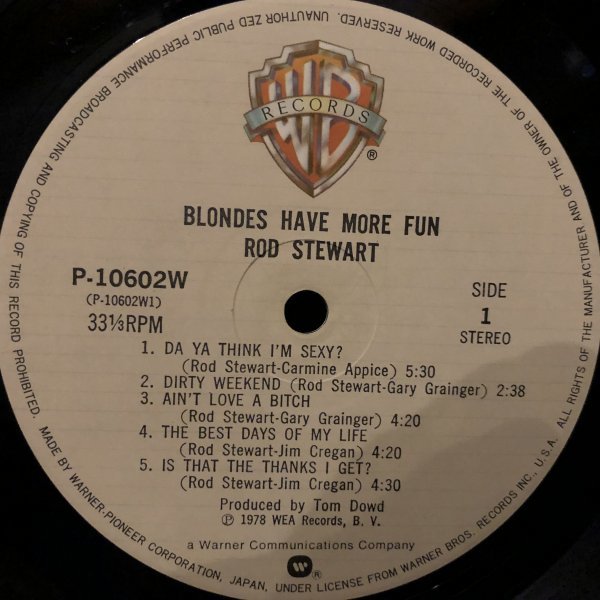 WB
RECORDS
®
BLONDES HAVE MORE FUN
ROD STEWART
P-10602W
(P-10602W1)
33⅓RPM
SIDE
1
STEREO
1. DA YA THINK I'M SEXY?
(Rod Stewart-Carmine Appice) 5:30
2. DIRTY WEEKEND (Rod Stewart-Gary Grainger) 2:38
3. AIN'T LOVE A BITCH
(Rod Stewart-Gary Grainger) 4:20
4. THE BEST DAYS OF MY LIFE
(Rod Stewart-Jim Cregan) 4:20
5. IS THAT THE THANKS I GET?
(Rod Stewart-Jim Cregan) 4:30
Produced by Tom Dowd
℗ 1978 WEA Records, B. V.
a Warner Communications Company
®
MADE BY WARNER-PIONEER CORPORATION, JAPAN, UNDER LICENSE FROM WARNER BROS. RECORDS INC., U.S.A. ALL RIGHTS OF THE MANUFACTURER AND OF THE OWNER OF THE RECORDED WORK RESERVED. UNAUTHORIZED PUBLIC PERFORMANCE BROADCASTING AND COPYING OF THIS RECORD PROHIBITED.